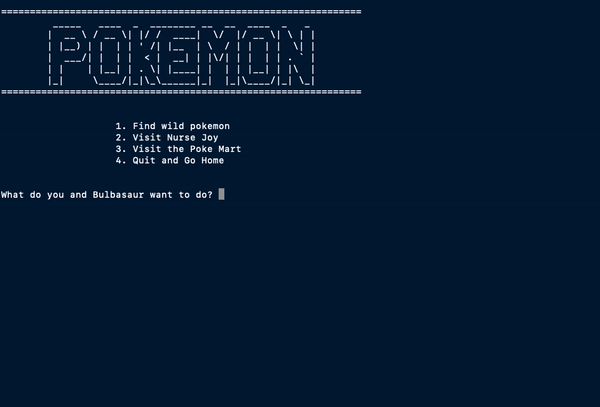 POKEMON
1. Find wild pokemon
2. Visit Nurse Joy
3. Visit the Poke Mart
4. Quit and Go Home
What do you and Bulbasaur want to do?